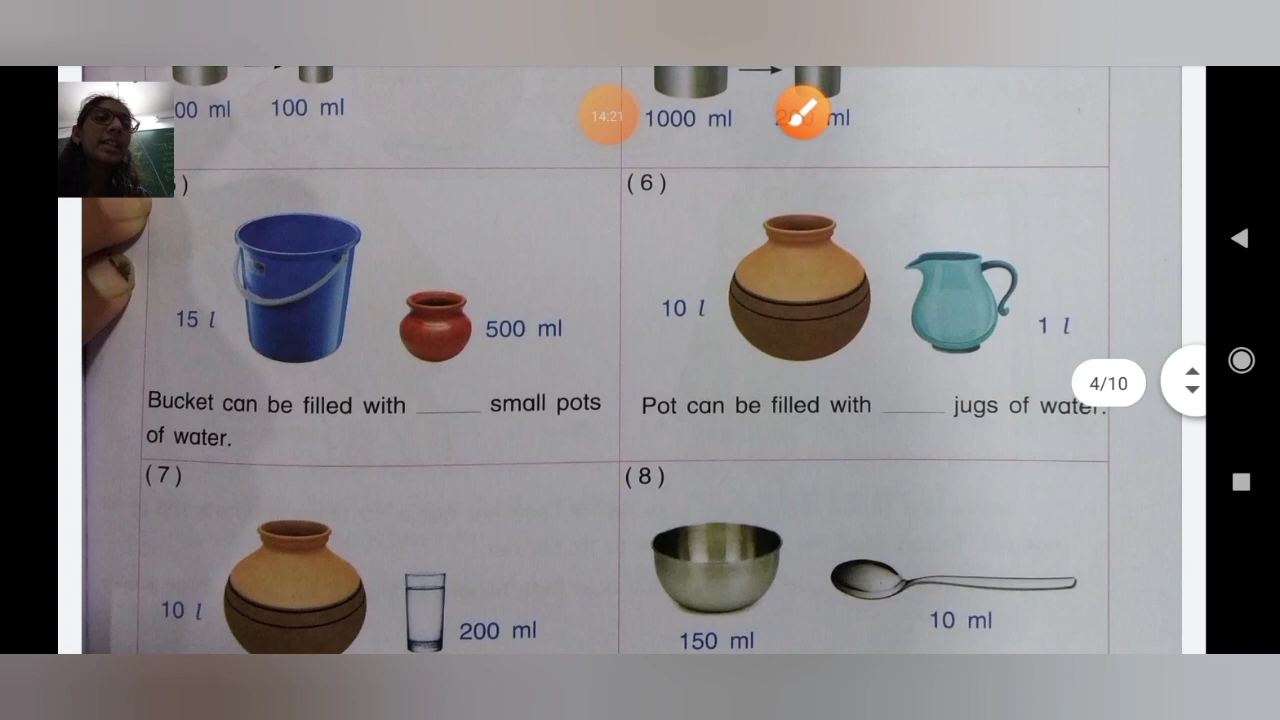 00 ml 100 ml
14:21
1000 ml ml
)
(6)
15 l
500 ml
10 l
1 l
4/10
Bucket can be filled with _____ small pots
of water.
Pot can be filled with _____ jugs of water.
(7)
(8)
10 l
200 ml
150 ml
10 ml